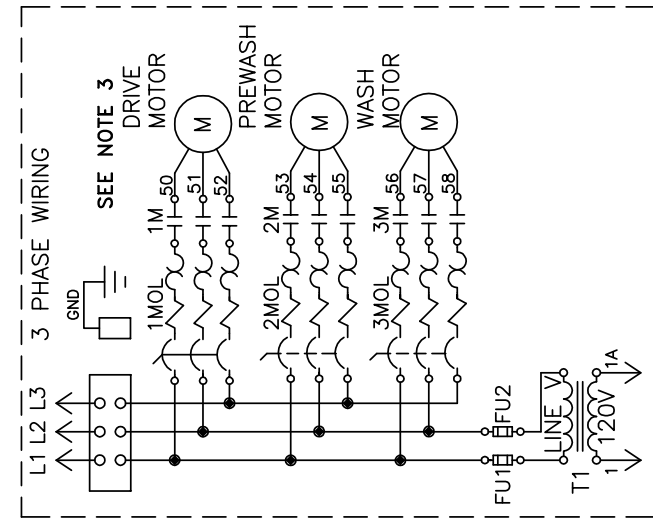 3 PHASE WIRING
SEE NOTE 3
GND
L1 L2 L3
DRIVE
MOTOR
M
50
51
52
1M
1MOL
PREWASH
MOTOR
M
53
54
55
2M
2MOL
WASH
MOTOR
M
56
57
58
3M
3MOL
FU1
FU2
LINE V
120V
T1
1
1A